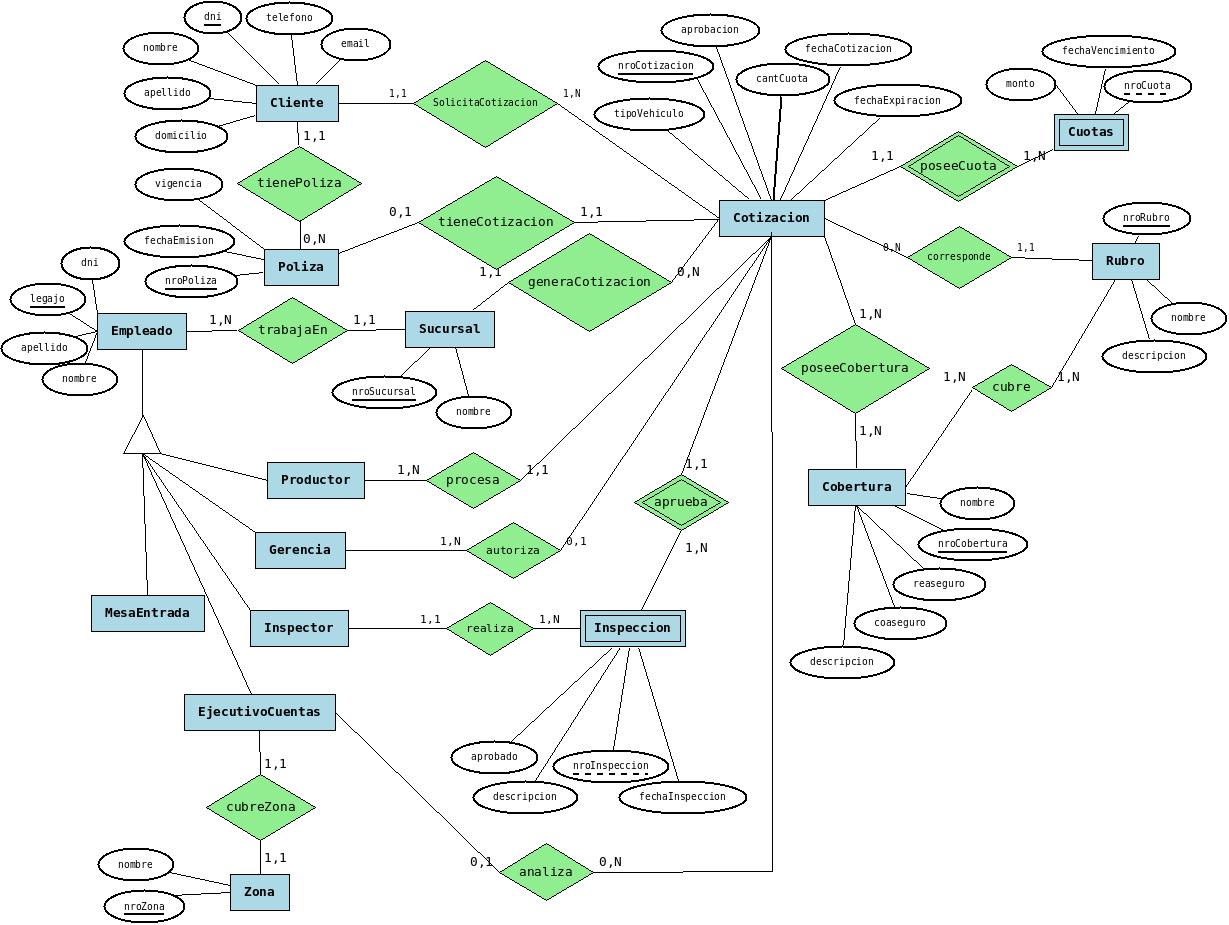 dni
telefono
nombre
email
apellido
Cliente
domicilio
1,1
SolicitaCotizacion
1,N
aprobacion
nroCotizacion
fechaCotizacion
cantCuota
tipoVehiculo
fechaExpiracion
fechaVencimiento
monto
nroCuota
Cuotas
1,1
poseeCuota
1,N
1,1
tienePoliza
vigencia
0,1
tieneCotizacion
1,1
Cotizacion
nroRubro
fechaEmision
0,N
Poliza
nroPoliza
1,1
generaCotizacion
0,N
0,N
corresponde
1,1
Rubro
dni
legajo
Empleado
apellido
nombre
1,N
trabajaEn
1,1
Sucursal
nroSucursal
nombre
1,N
poseeCobertura
1,N
nombre
descripcion
1,N
cubre
1,N
Productor
1,N
procesa
1,1
1,1
aprueba
1,N
Cobertura
nombre
nroCobertura
reaseguro
coaseguro
descripcion
Gerencia
1,N
autoriza
0,1
MesaEntrada
Inspector
1,1
realiza
1,N
Inspeccion
EjecutivoCuentas
aprobado
nroInspeccion
descripcion
fechaInspeccion
1,1
cubreZona
1,1
nombre
nroZona
Zona
0,1
analiza
0,N